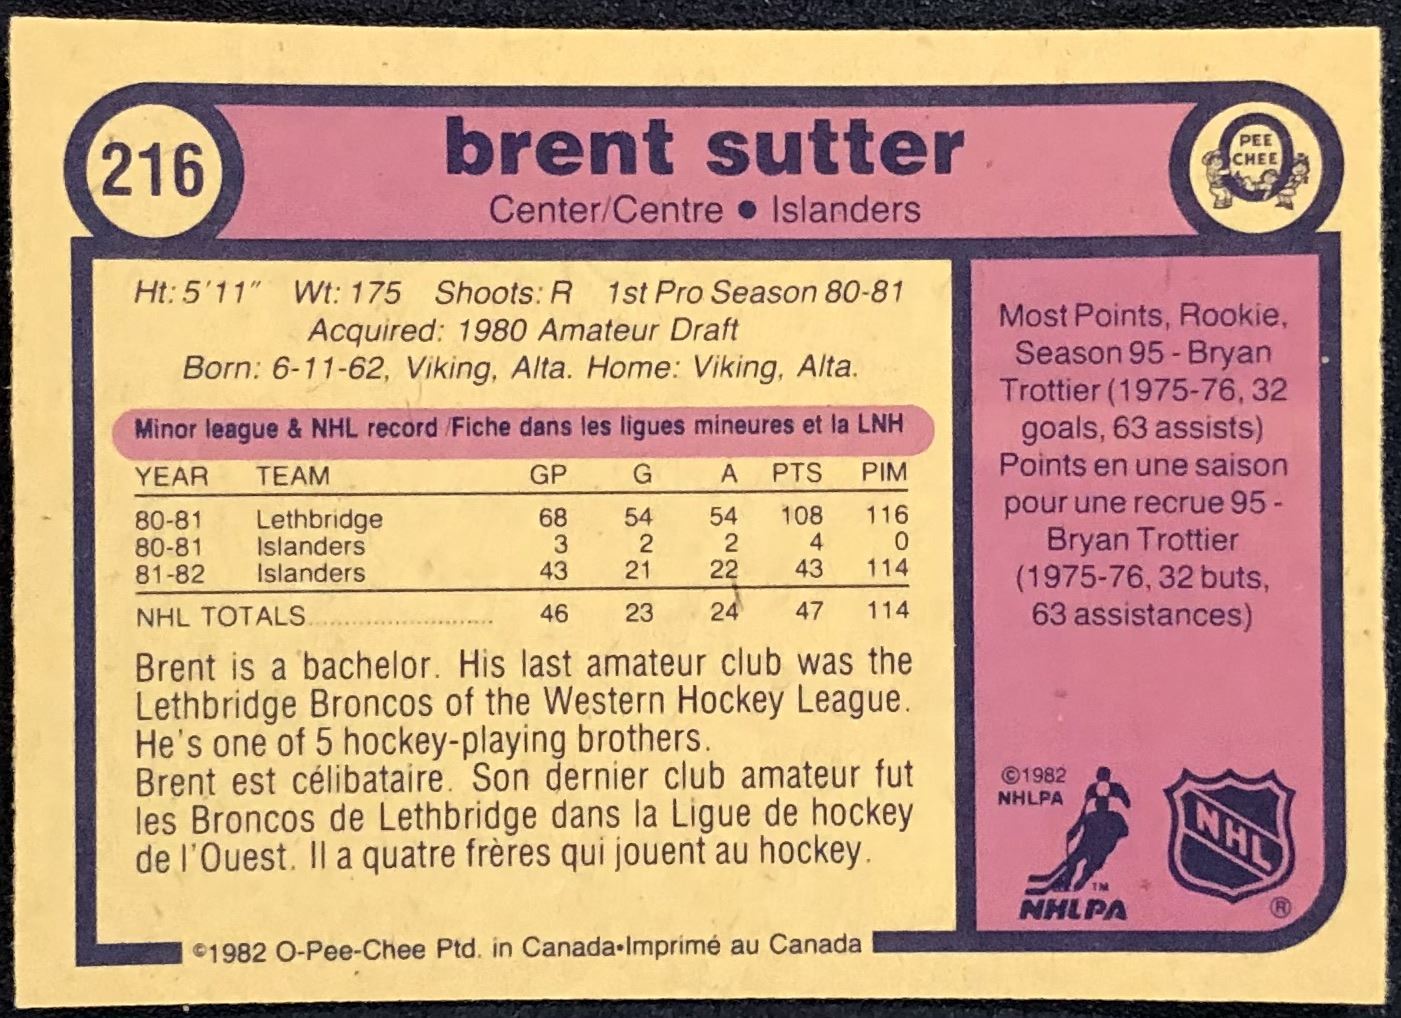 216
brent sutter
Center/Centre • Islanders
PEE
CHEE
Ht: 5'11" Wt: 175 Shoots: R 1st Pro Season 80-81
Acquired: 1980 Amateur Draft
Born: 6-11-62, Viking, Alta. Home: Viking, Alta.
Minor league & NHL record /Fiche dans les ligues mineures et la LNH
YEAR TEAM GP G A PTS PIM
80-81 Lethbridge 68 54 54 108 116
80-81 Islanders 3 2 2 4 0
81-82 Islanders 43 21 22 43 114
NHL TOTALS........................ 46 23 24 47 114
Brent is a bachelor. His last amateur club was the
Lethbridge Broncos of the Western Hockey League.
He's one of 5 hockey-playing brothers.
Brent est célibataire. Son dernier club amateur fut
les Broncos de Lethbridge dans la Ligue de hockey
de l'Ouest. Il a quatre frères qui jouent au hockey.
Most Points, Rookie,
Season 95 - Bryan
Trottier (1975-76, 32
goals, 63 assists)
Points en une saison
pour une recrue 95 -
Bryan Trottier
(1975-76, 32 buts,
63 assistances)
©1982
NHLPA
TM
NHLPA
NHL
®
©1982 O-Pee-Chee Ptd. in Canada•Imprimé au Canada